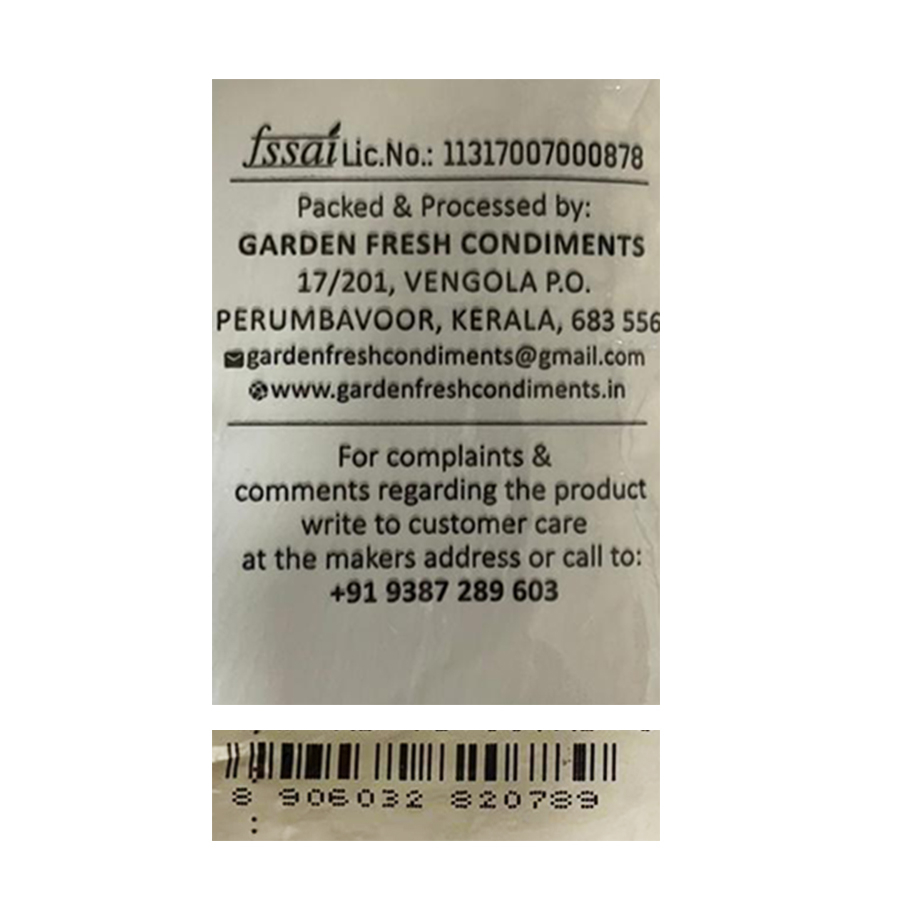 fssai Lic.No.: 11317007000878
Packed & Processed by:
GARDEN FRESH CONDIMENTS
17/201, VENGOLA P.O.
PERUMBAVOOR, KERALA, 683 556
gardenfreshcondiments@gmail.com
www.gardenfreshcondiments.in
For complaints &
comments regarding the product
write to customer care
at the makers address or call to:
+91 9387 289 603
8 906032 820789